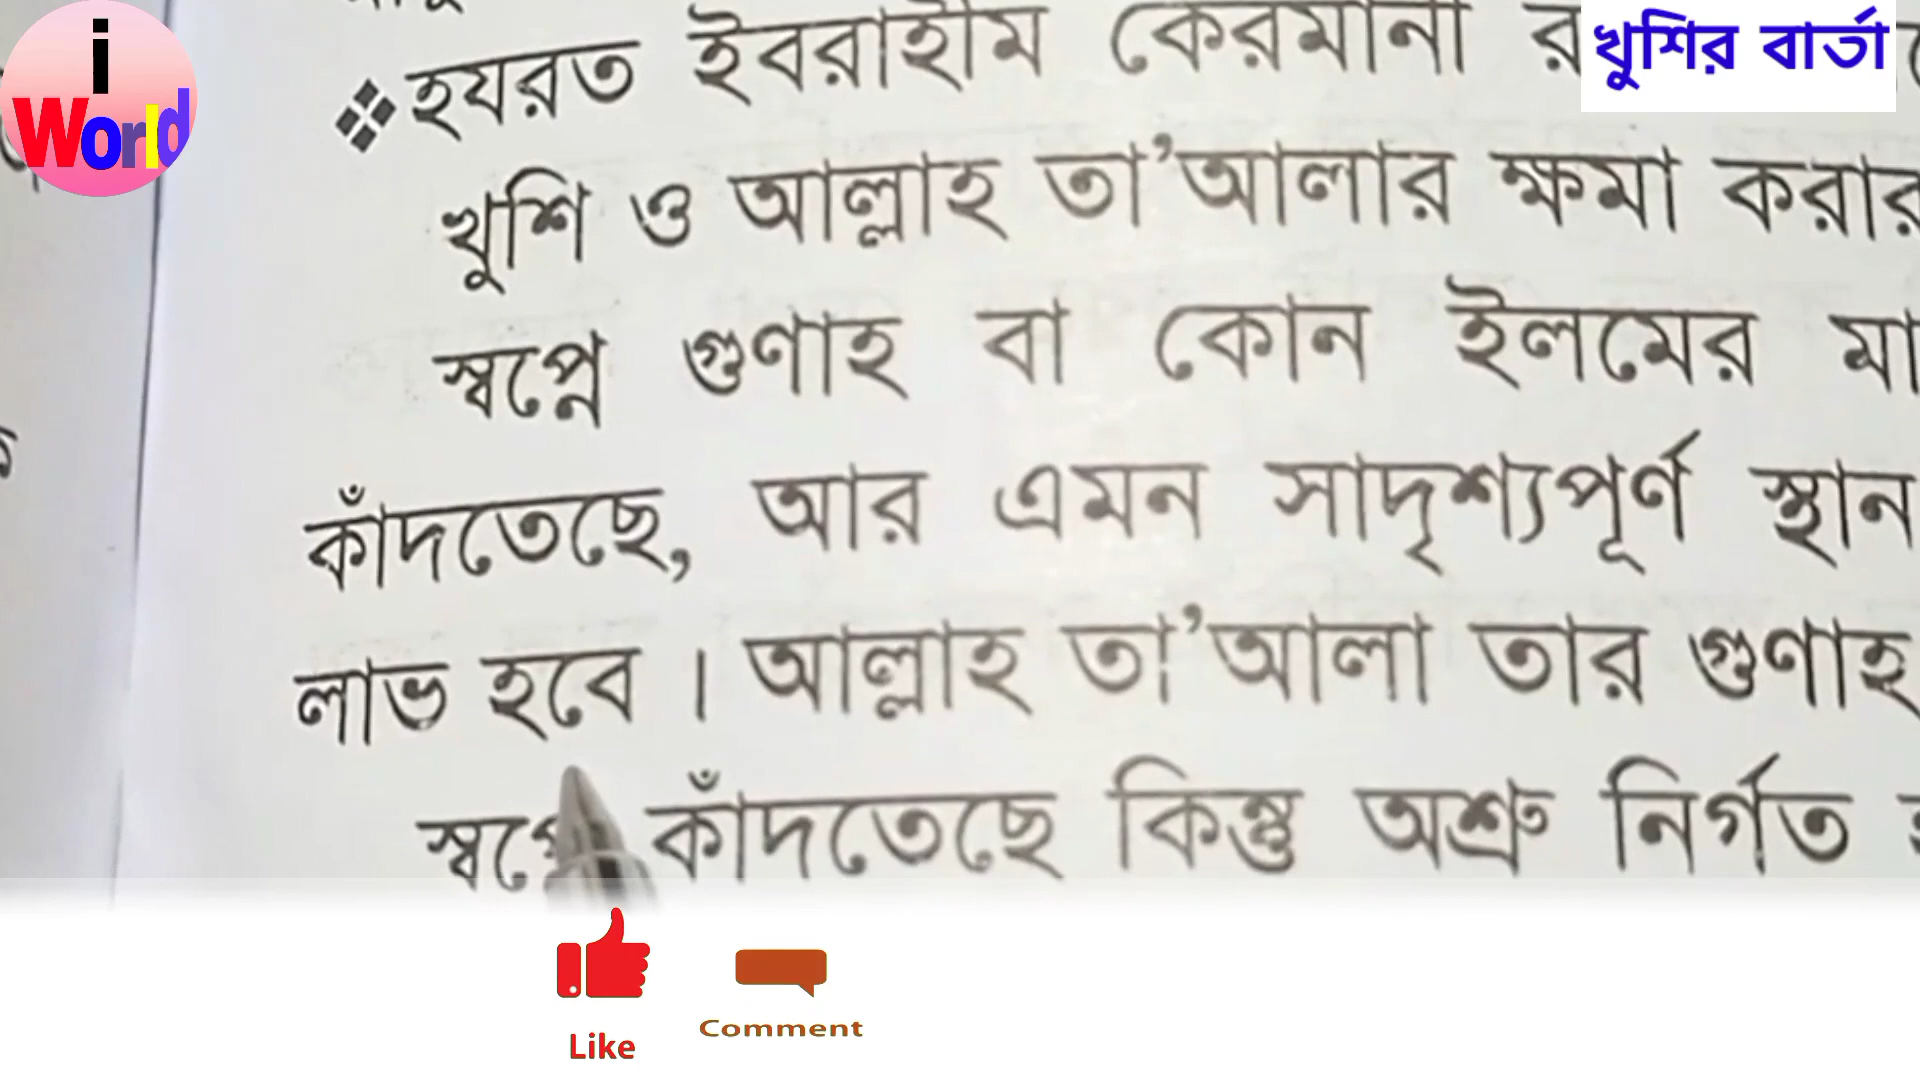 i
World
খুশির বার্তা
❖ হযরত ইবরাহীম কেরমানী
খুশি ও আল্লাহ তা’আলার ক্ষমা করার
স্বপ্নে গুণাহ বা কোন ইলমের
কাঁদতেছে, আর এমন সাদৃশ্যপূর্ণ স্থান
লাভ হবে । আল্লাহ তা’আলা তার গুণাহ
স্বপ্নে কাঁদতেছে কিন্তু অশ্রু নির্গত
Like
Comment